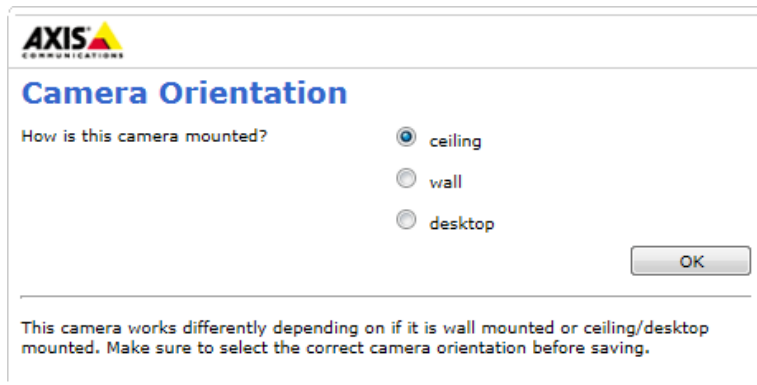 AXIS
COMMUNICATIONS
Camera Orientation
How is this camera mounted?
ceiling
wall
desktop
OK
This camera works differently depending on if it is wall mounted or ceiling/desktop
mounted. Make sure to select the correct camera orientation before saving.